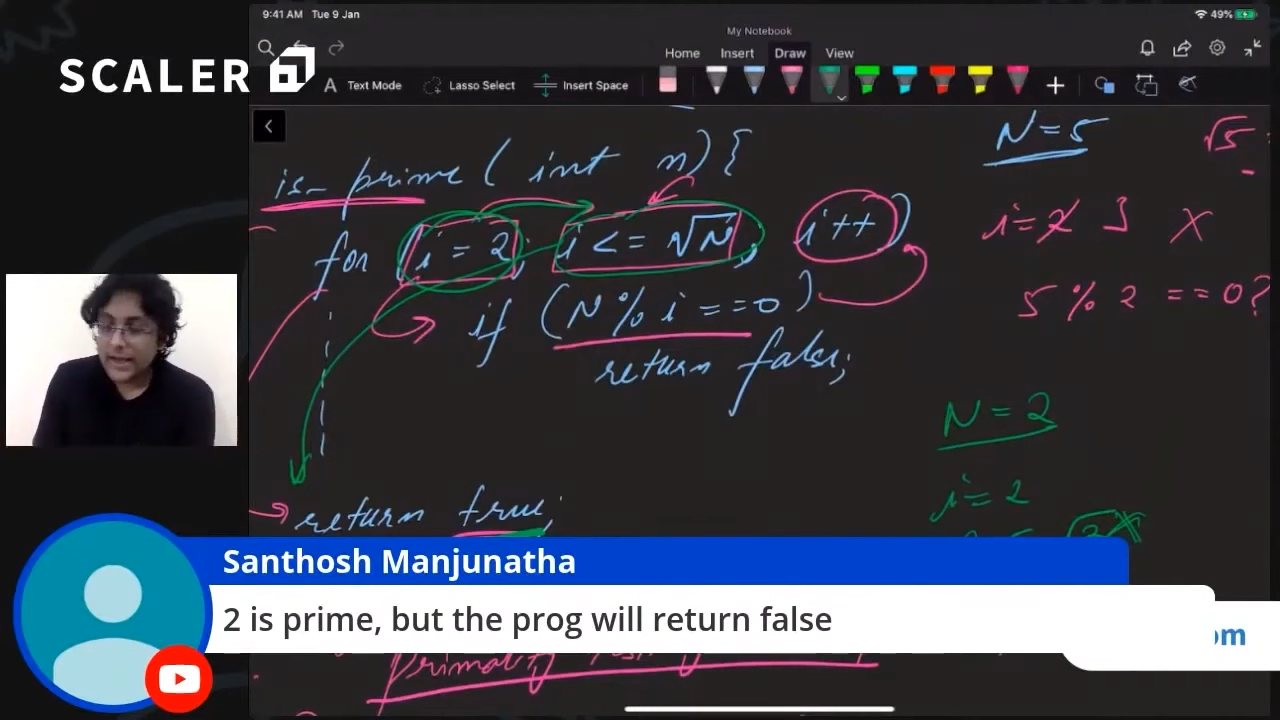 9:41 AM Tue 9 Jan
49%
My Notebook
Home Insert Draw View
SCALER
Text Mode Lasso Select Insert Space
is_prime ( int n) {
for ( i = 2; i <= √N; i++ )
if ( N % i == 0 )
return false;
return true;
N = 5
√5
i = 2 3 X
5 % 2 == 0?
N = 2
i = 2
Santhosh Manjunatha
2 is prime, but the prog will return false
om